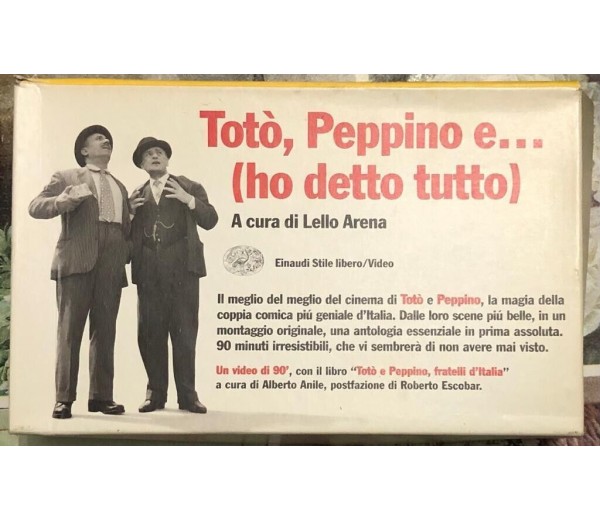 Totò, Peppino e...
(ho detto tutto)
A cura di Lello Arena
Einaudi Stile libero/Video
Il meglio del meglio del cinema di Totò e Peppino, la magia della
coppia comica piú geniale d'Italia. Dalle loro scene piú belle, in un
montaggio originale, una antologia essenziale in prima assoluta.
90 minuti irresistibili, che vi sembrerà di non avere mai visto.
Un video di 90', con il libro "Totò e Peppino, fratelli d'Italia"
a cura di Alberto Anile, postfazione di Roberto Escobar.